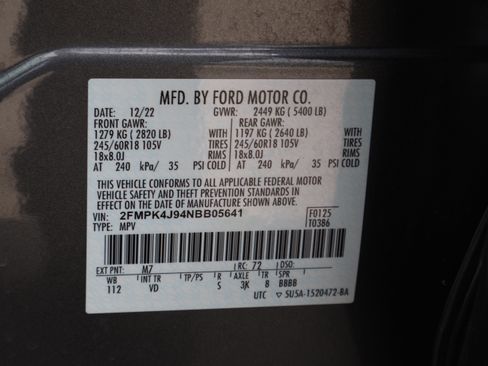 MFD. BY FORD MOTOR CO.
DATE: 12/22 GVWR: 2449 KG ( 5400 LB)
FRONT GAWR: REAR GAWR:
1279 KG ( 2820 LB) WITH 1197 KG ( 2640 LB) WITH
245/60R18 105V TIRES 245/60R18 105V TIRES
18x8.0J RIMS 18x8.0J RIMS
AT 240 kPa/ 35 PSI COLD AT 240 kPa/ 35 PSI COLD
THIS VEHICLE CONFORMS TO ALL APPLICABLE FEDERAL MOTOR
VEHICLE SAFETY AND THEFT PREVENTION STANDARDS IN
EFFECT ON THE DATE OF MANUFACTURE SHOWN ABOVE.
VIN: 2FMPK4J94NBB05641 F0125
TYPE: MPV T0386
EXT PNT: M7 RC: 72 DSO:
WB INT TR TP/PS R AXLE TR SPR
112 VD S 3K 8 BBBB
UTC ▽ 5U5A-1520472-BA